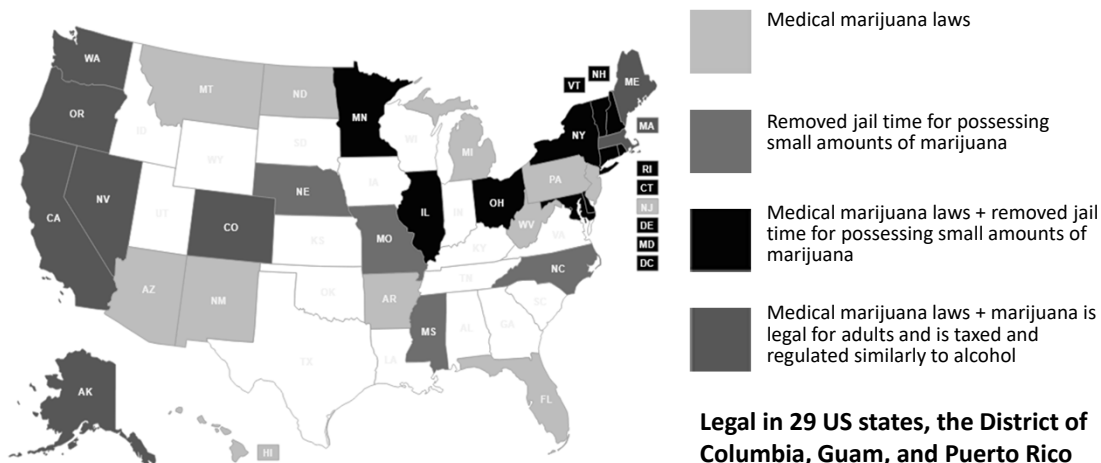 WA
MT
ND
MN
VT
NH
ME
OR
ID
SD
WI
MI
NY
MA
WY
RI
CT
NJ
DE
MD
DC
NV
UT
NE
IA
PA
CA
CO
IL
IN
OH
WV
VA
KS
MO
KY
NC
AZ
NM
OK
AR
TN
SC
MS
AL
GA
TX
LA
AK
FL
HI
Medical marijuana laws
Removed jail time for possessing
small amounts of marijuana
Medical marijuana laws + removed jail
time for possessing small amounts of
marijuana
Medical marijuana laws + marijuana is
legal for adults and is taxed and
regulated similarly to alcohol
Legal in 29 US states, the District of
Columbia, Guam, and Puerto Rico